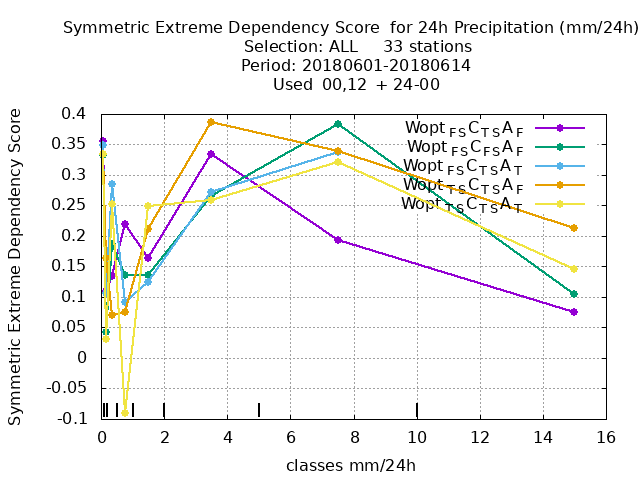 Symmetric Extreme Dependency Score for 24h Precipitation (mm/24h)
Selection: ALL 33 stations
Period: 20180601-20180614
Used 00,12 + 24-00
Symmetric Extreme Dependency Score
0.4
0.35
0.3
0.25
0.2
0.15
0.1
0.05
0
-0.05
-0.1
Wopt FS C TS A F
Wopt FS C FS A F
Wopt FS C TS A T
Wopt TS C TS A F
Wopt TS C TS A T
0 2 4 6 8 10 12 14 16
classes mm/24h